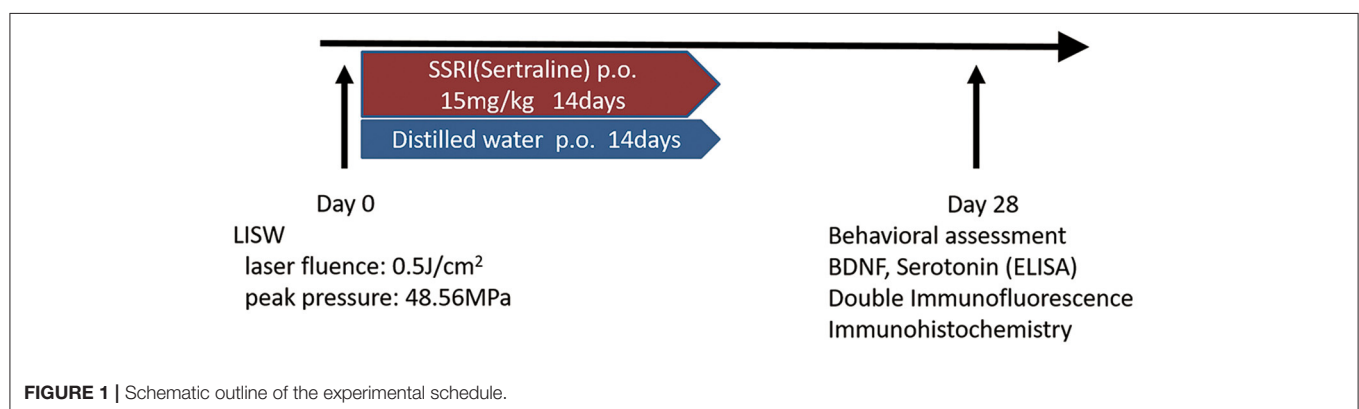 SSRI(Sertraline) p.o.
15mg/kg 14days
Distilled water p.o. 14days
Day 0
LISW
laser fluence: 0.5J/cm²
peak pressure: 48.56MPa
Day 28
Behavioral assessment
BDNF, Serotonin (ELISA)
Double Immunofluorescence
Immunohistochemistry
FIGURE 1 | Schematic outline of the experimental schedule.